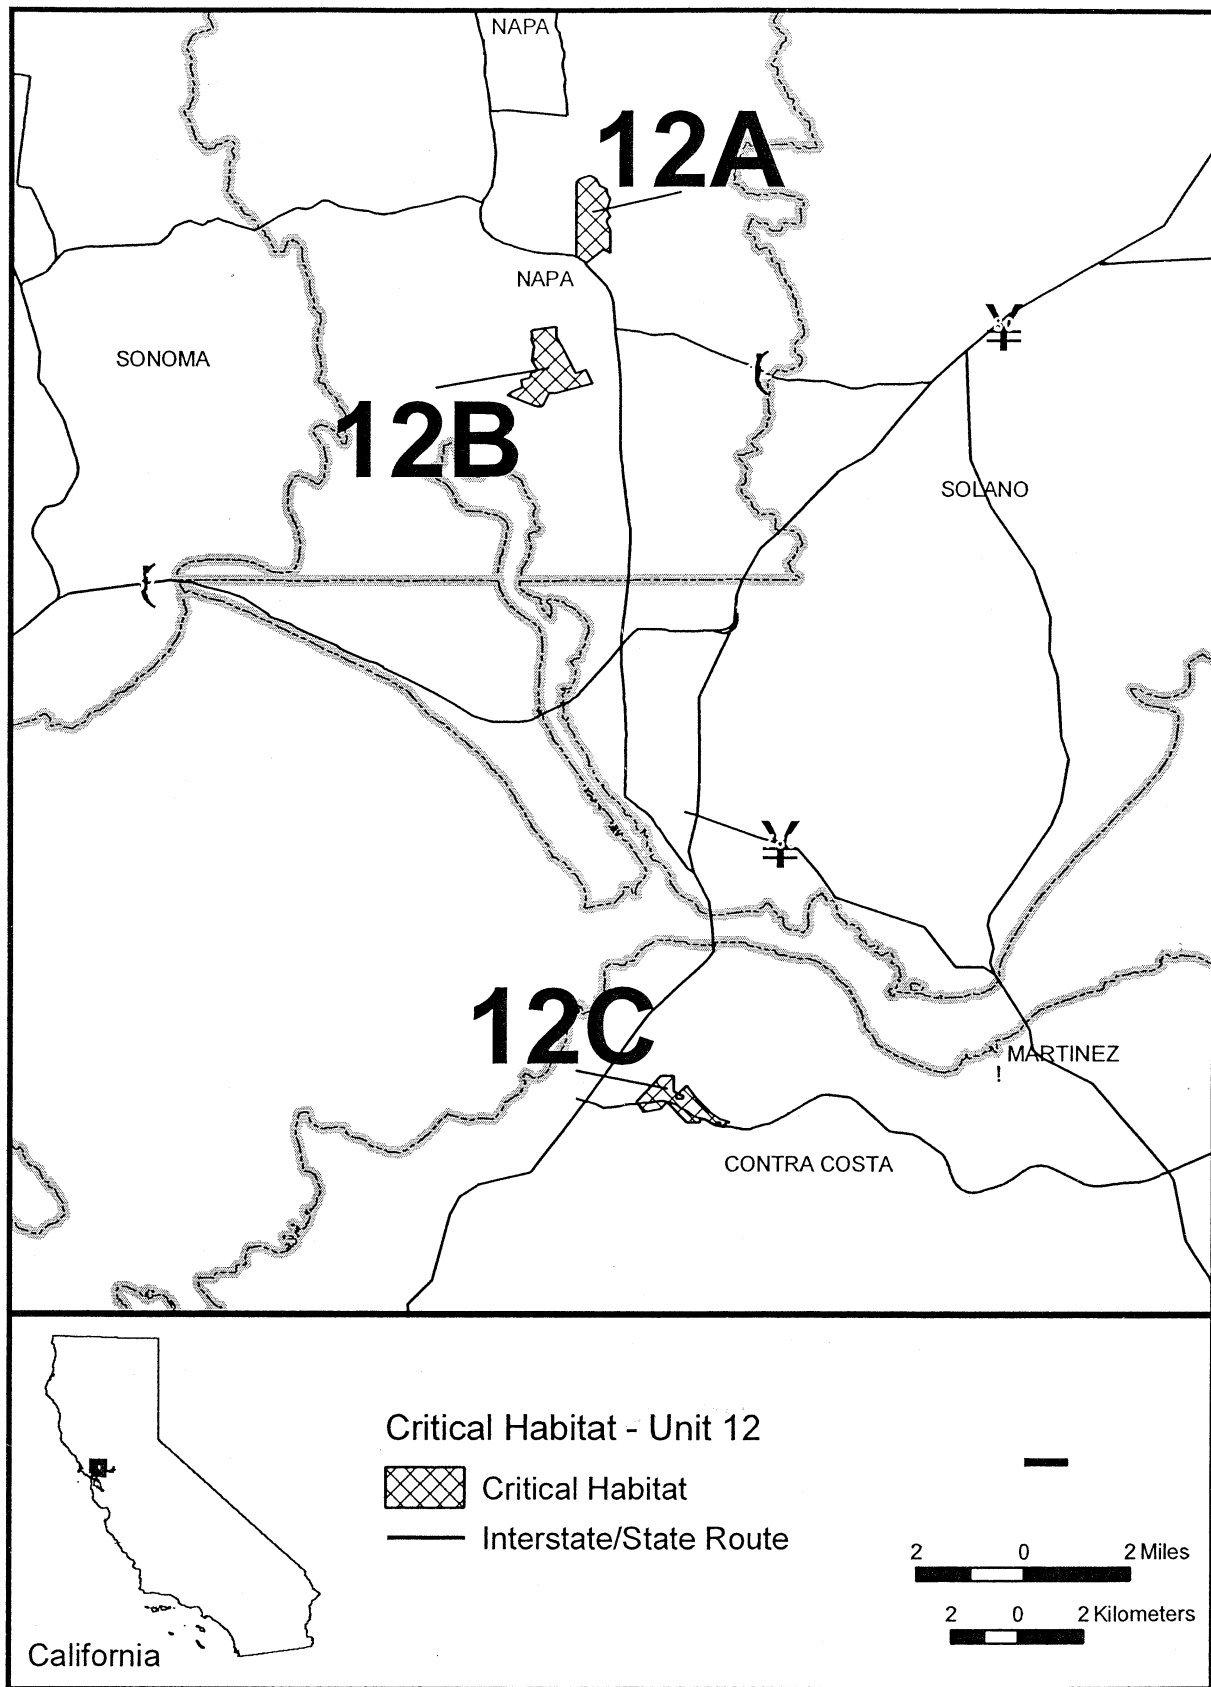 NAPA
12A
NAPA
80
SONOMA
12B
SOLANO
12C
MARTINEZ
!
CONTRA COSTA
Critical Habitat - Unit 12
Critical Habitat
Interstate/State Route
2 0 2 Miles
2 0 2 Kilometers
California